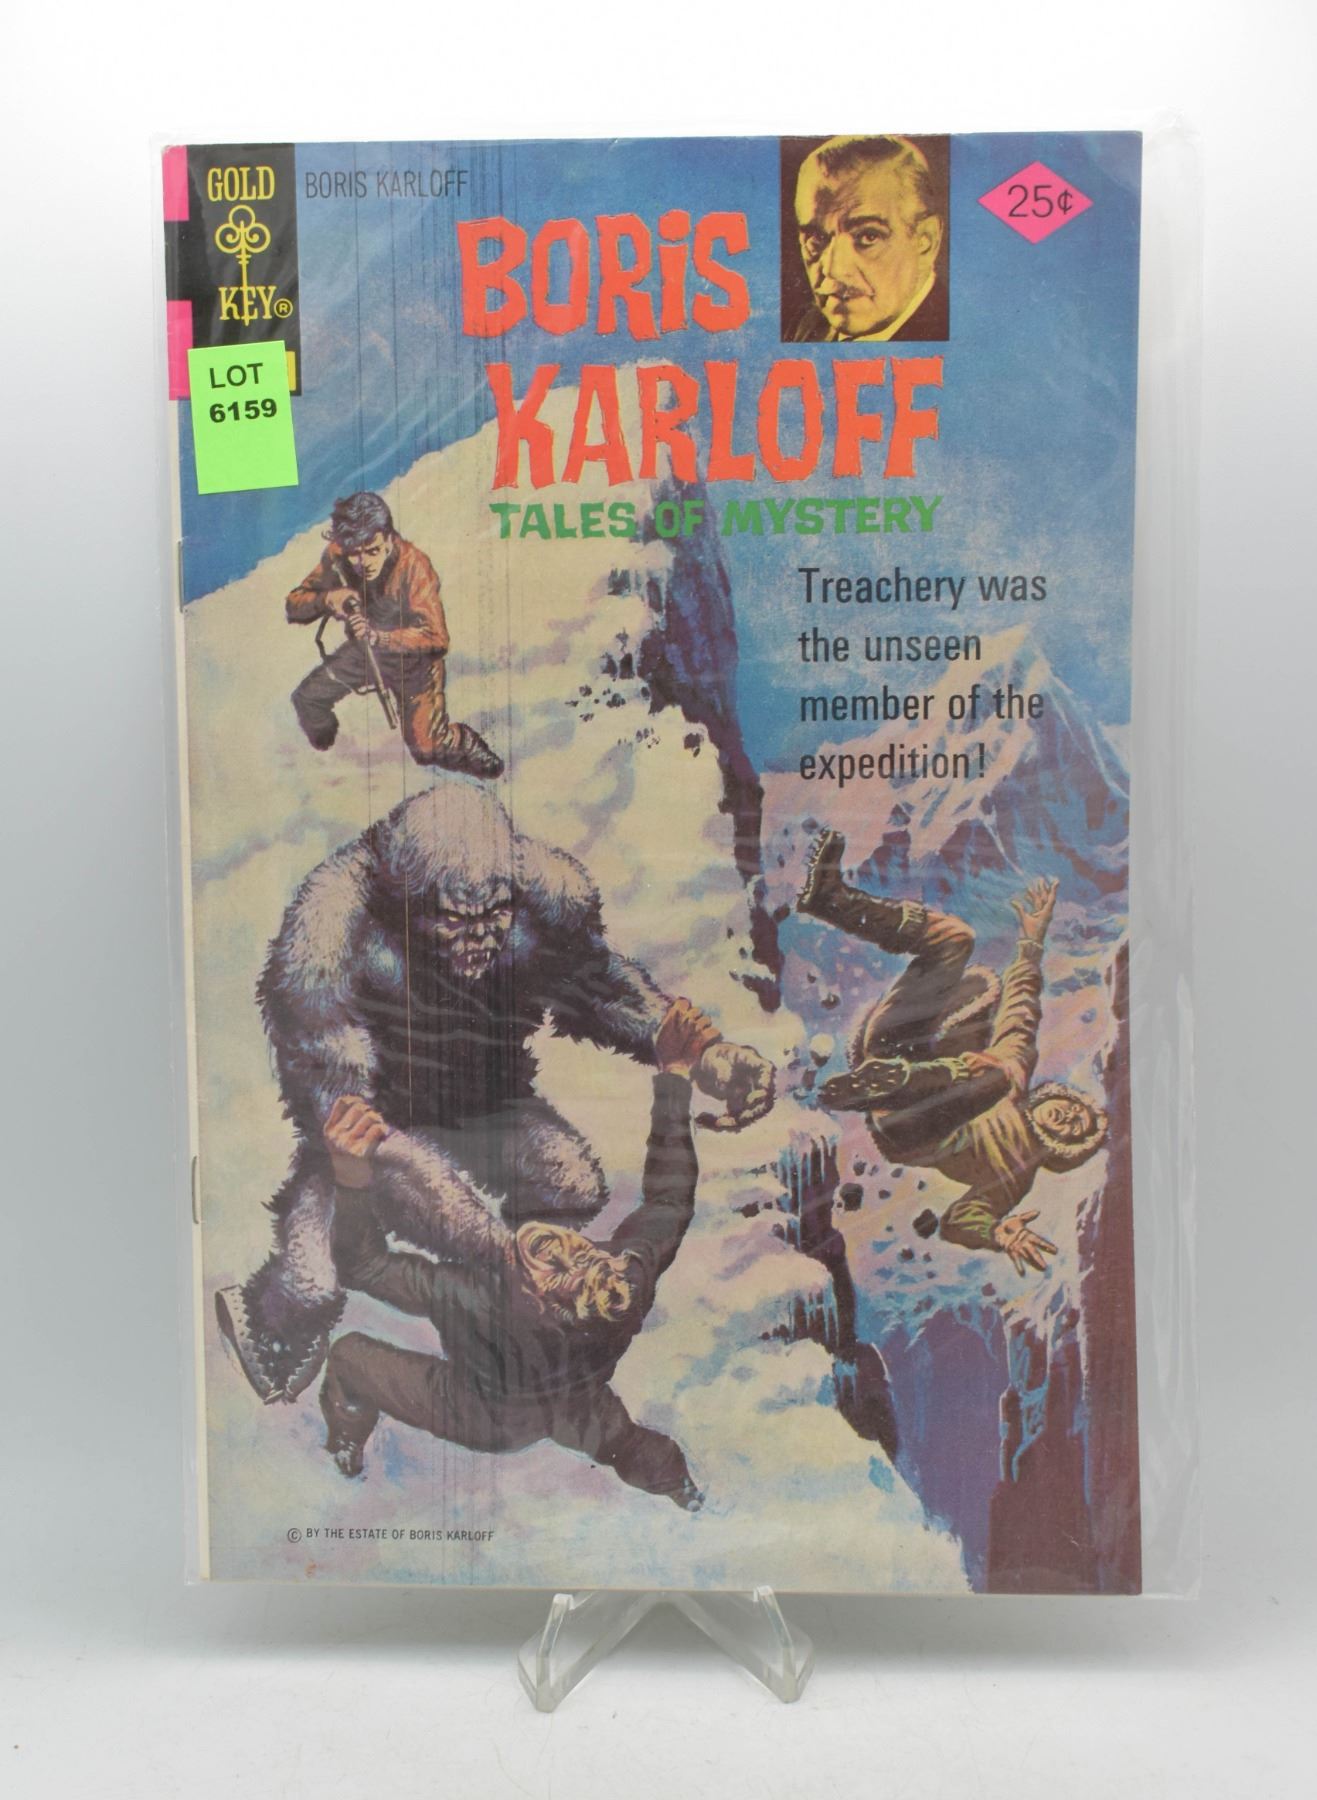 GOLD
KEY®
BORIS KARLOFF
BORIS
KARLOFF
TALES OF MYSTERY
25¢
LOT
6159
Treachery was
the unseen
member of the
expedition!
© BY THE ESTATE OF BORIS KARLOFF